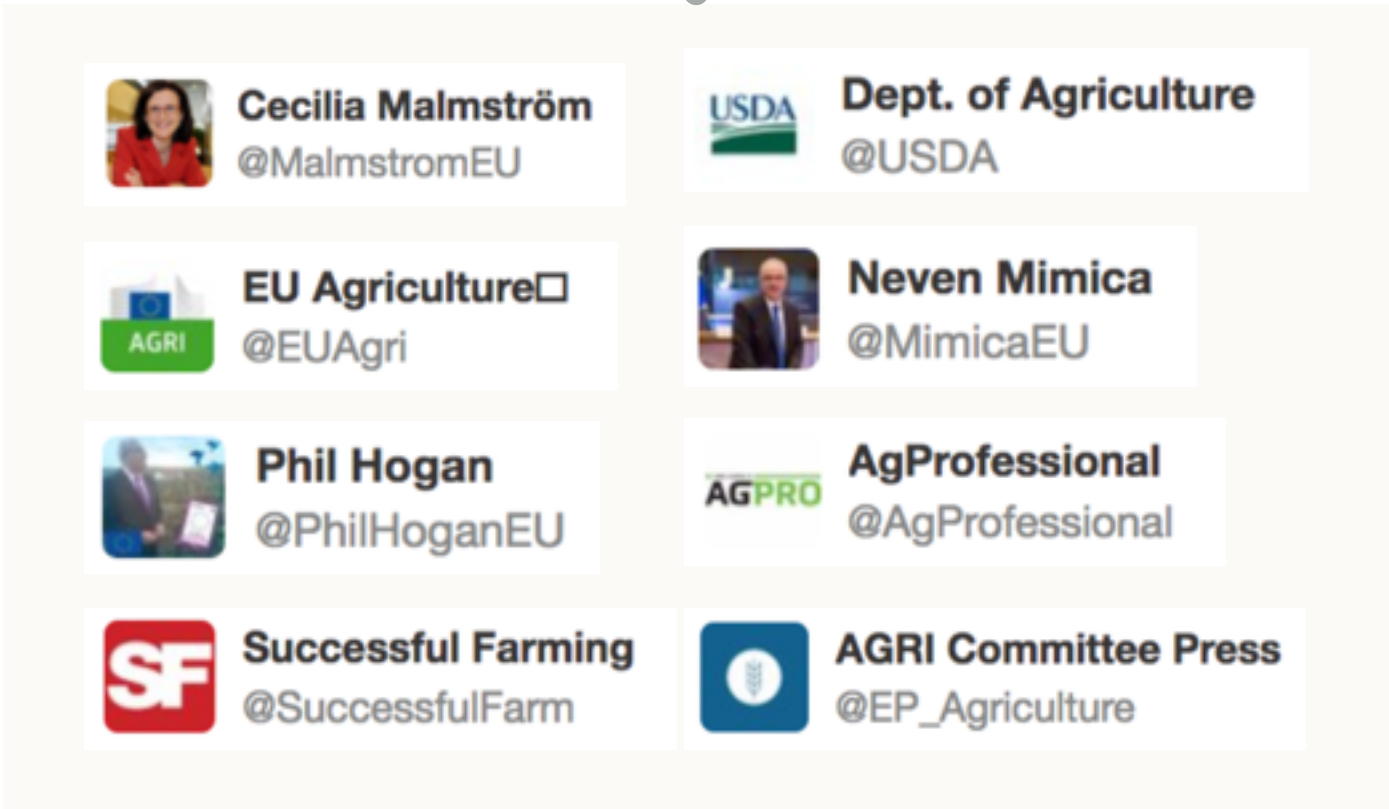 Cecilia Malmström
@MalmstromEU
USDA
Dept. of Agriculture
@USDA
AGRI
EU Agriculture□
@EUAgri
Neven Mimica
@MimicaEU
Phil Hogan
@PhilHoganEU
AGPRO
AgProfessional
@AgProfessional
SF
Successful Farming
@SuccessfulFarm
AGRI Committee Press
@EP_Agriculture